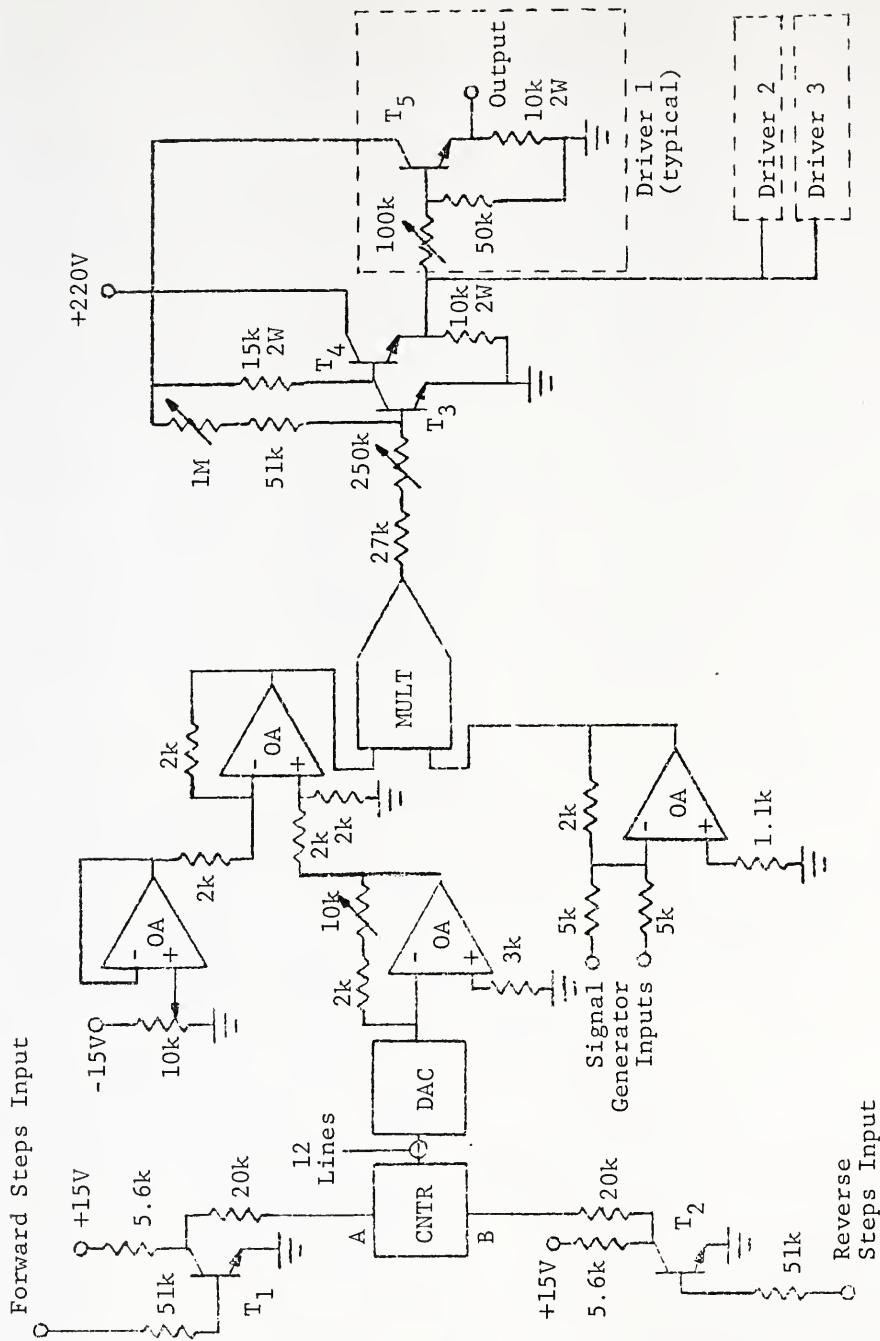 Forward Steps Input
+15V
5.6k
51k
20k
T1
A
CNTR
B
12
Lines
DAC
20k
+15V
5.6k
T2
51k
Reverse
Steps Input
-15V
10k
-
+
OA
2k
2k
-
+
OA
2k
2k
10k
2k
-
+
OA
3k
Signal
Generator
Inputs
5k
5k
2k
-
+
OA
1.1k
MULT
27k
250k
1M
51k
15k
2W
+220V
T3
T4
10k
2W
100k
50k
T5
Output
10k
2W
Driver 1
(typical)
Driver 2
Driver 3